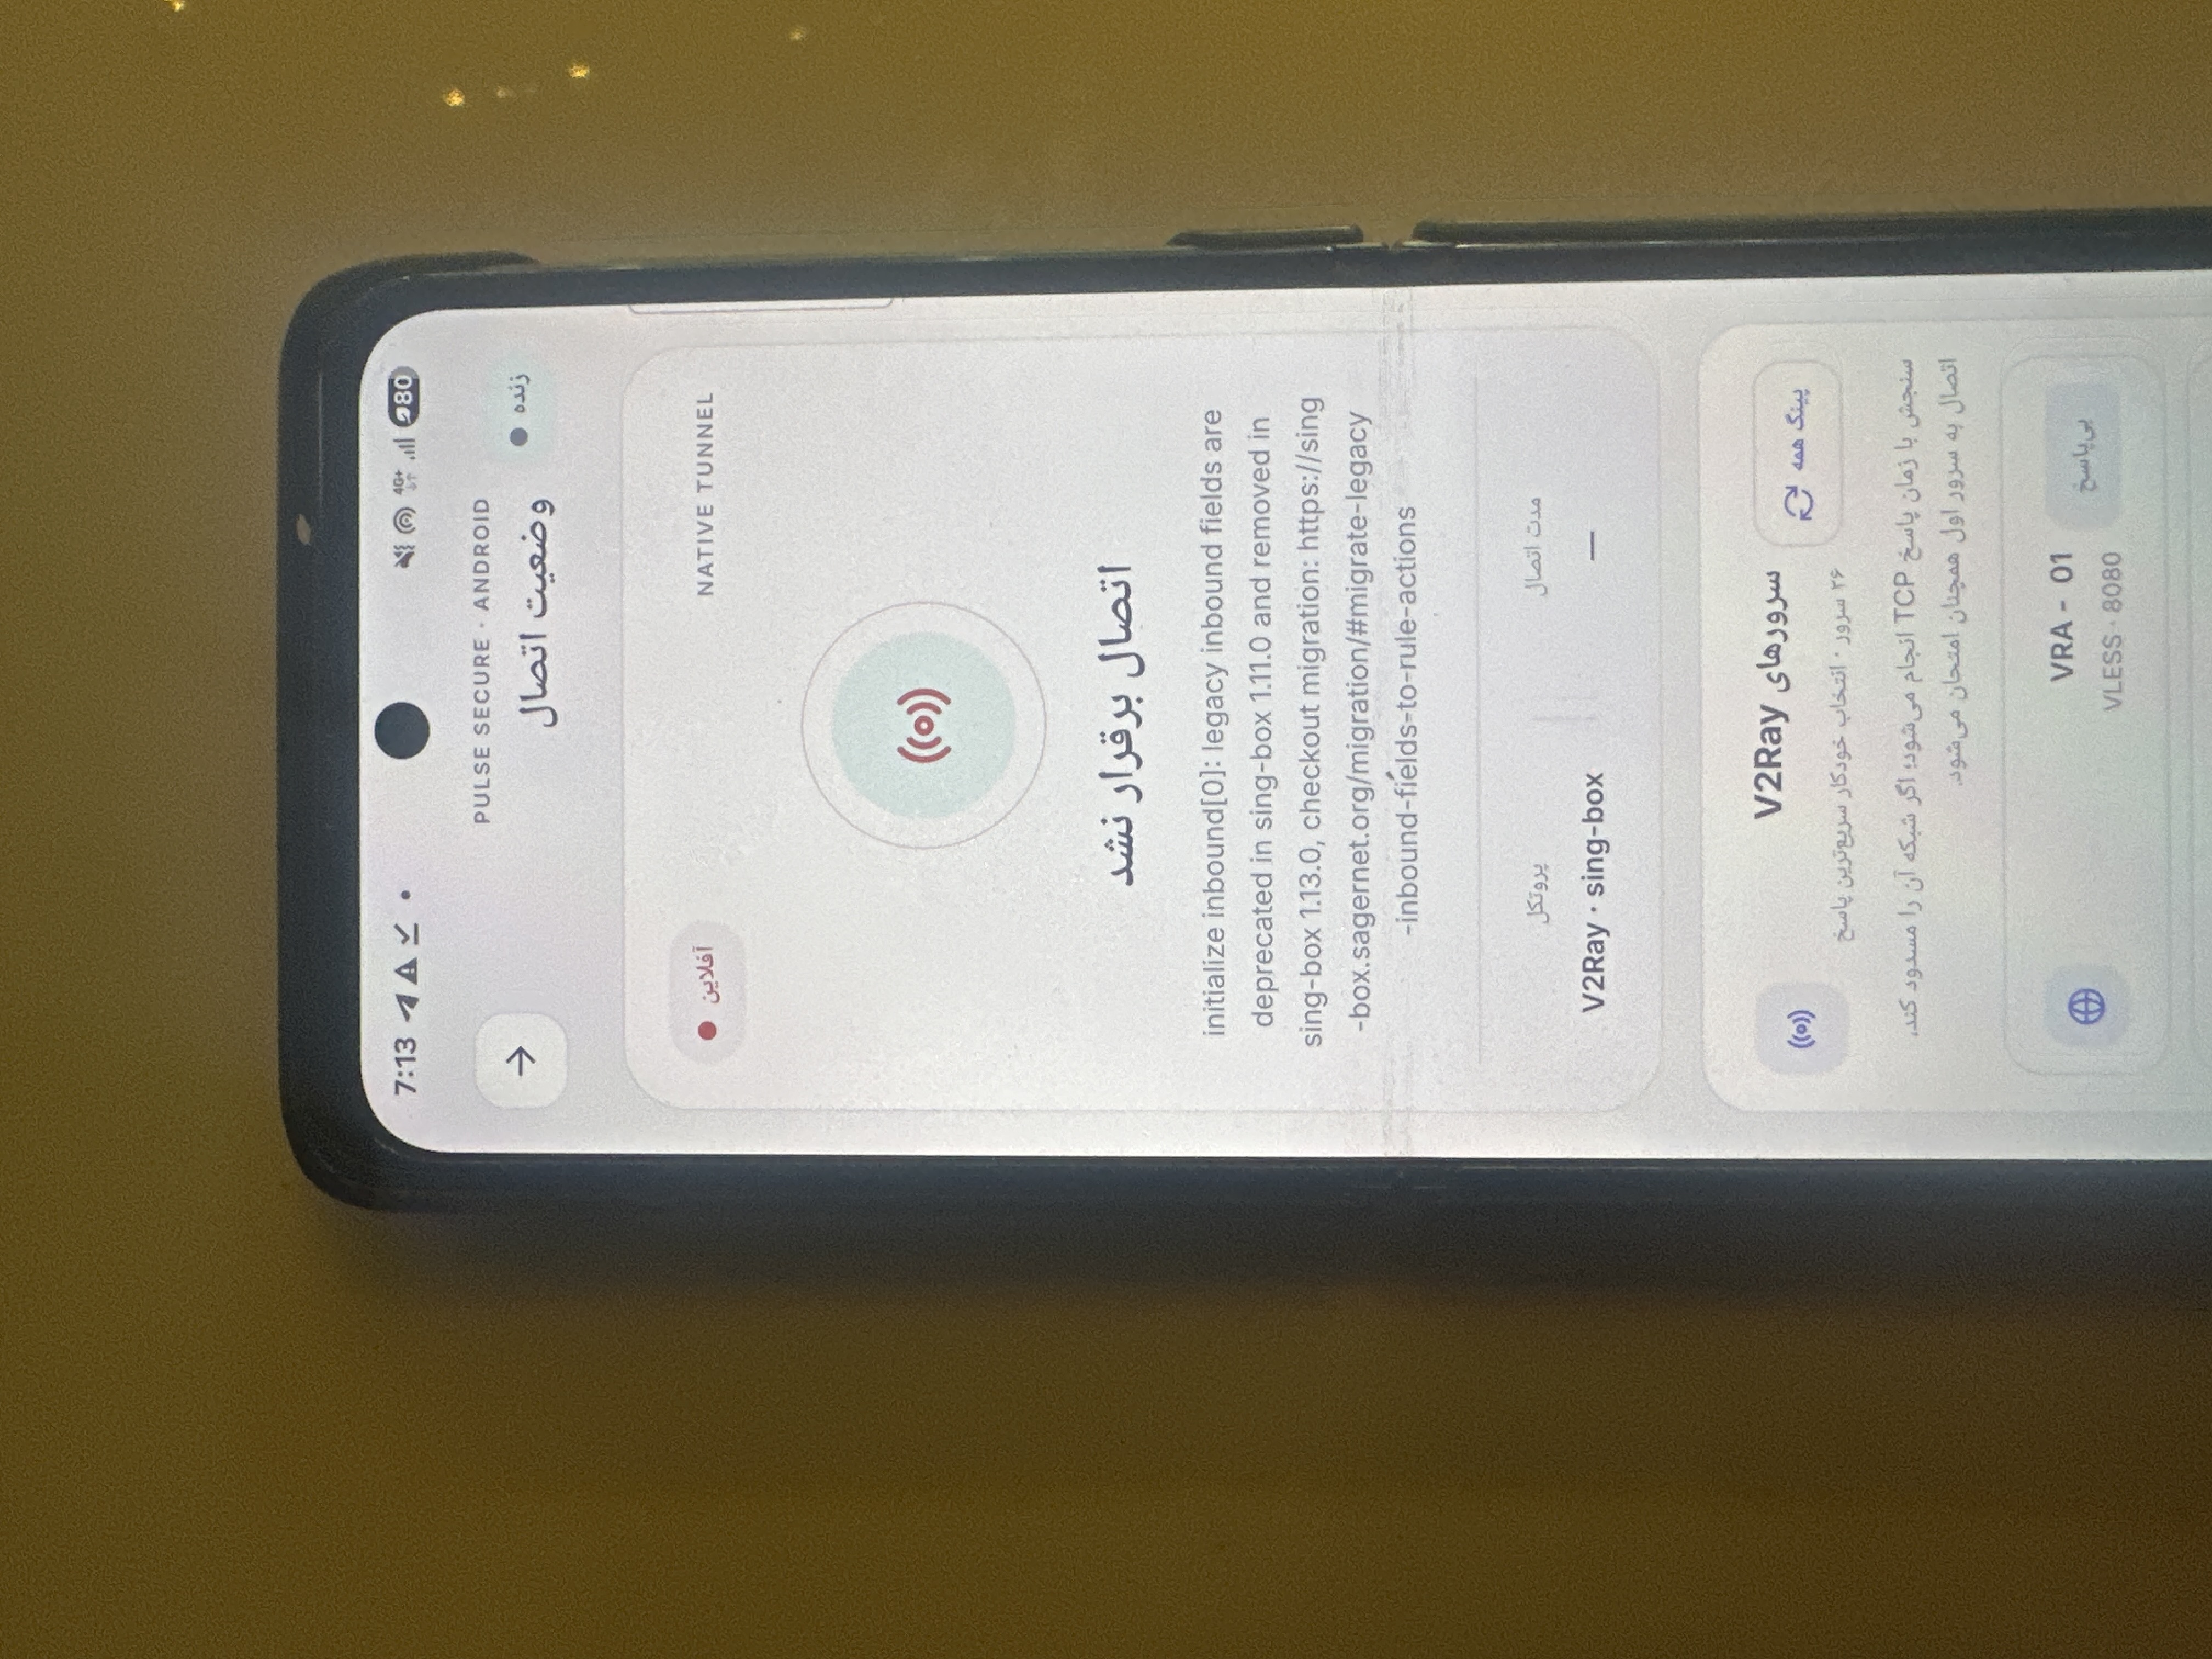 7:13
4G+
80
PULSE SECURE · ANDROID
وضعیت اتصال
زنده
آفلاین
NATIVE TUNNEL
اتصال برقرار نشد
initialize inbound[0]: legacy inbound fields are
deprecated in sing-box 1.11.0 and removed in
sing-box 1.13.0, checkout migration: https://sing
-box.sagernet.org/migration/#migrate-legacy
-inbound-fields-to-rule-actions
مدت اتصال
—
پروتکل
V2Ray · sing-box
سرورهای V2Ray
پینگ همه
۲۶ سرور · انتخاب خودکار سریع‌ترین پاسخ
سنجش با زمان پاسخ TCP انجام می‌شود؛ اگر شبکه آن را مسدود کند،
اتصال به سرور اول همچنان امتحان می‌شود.
VRA - 01
VLESS · 8080
بی‌پاسخ